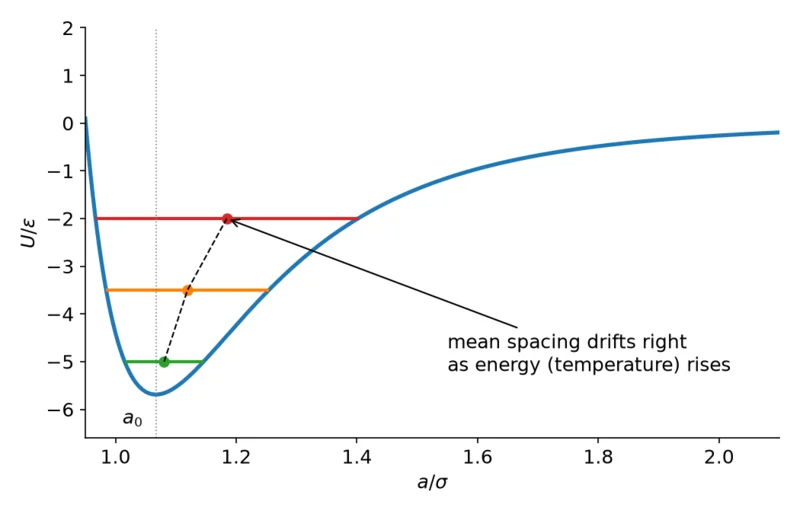 2
1
0
−1
−2
−3
−4
−5
−6
U/ε
mean spacing drifts right
as energy (temperature) rises
a₀
1.0 1.2 1.4 1.6 1.8 2.0
a/σ